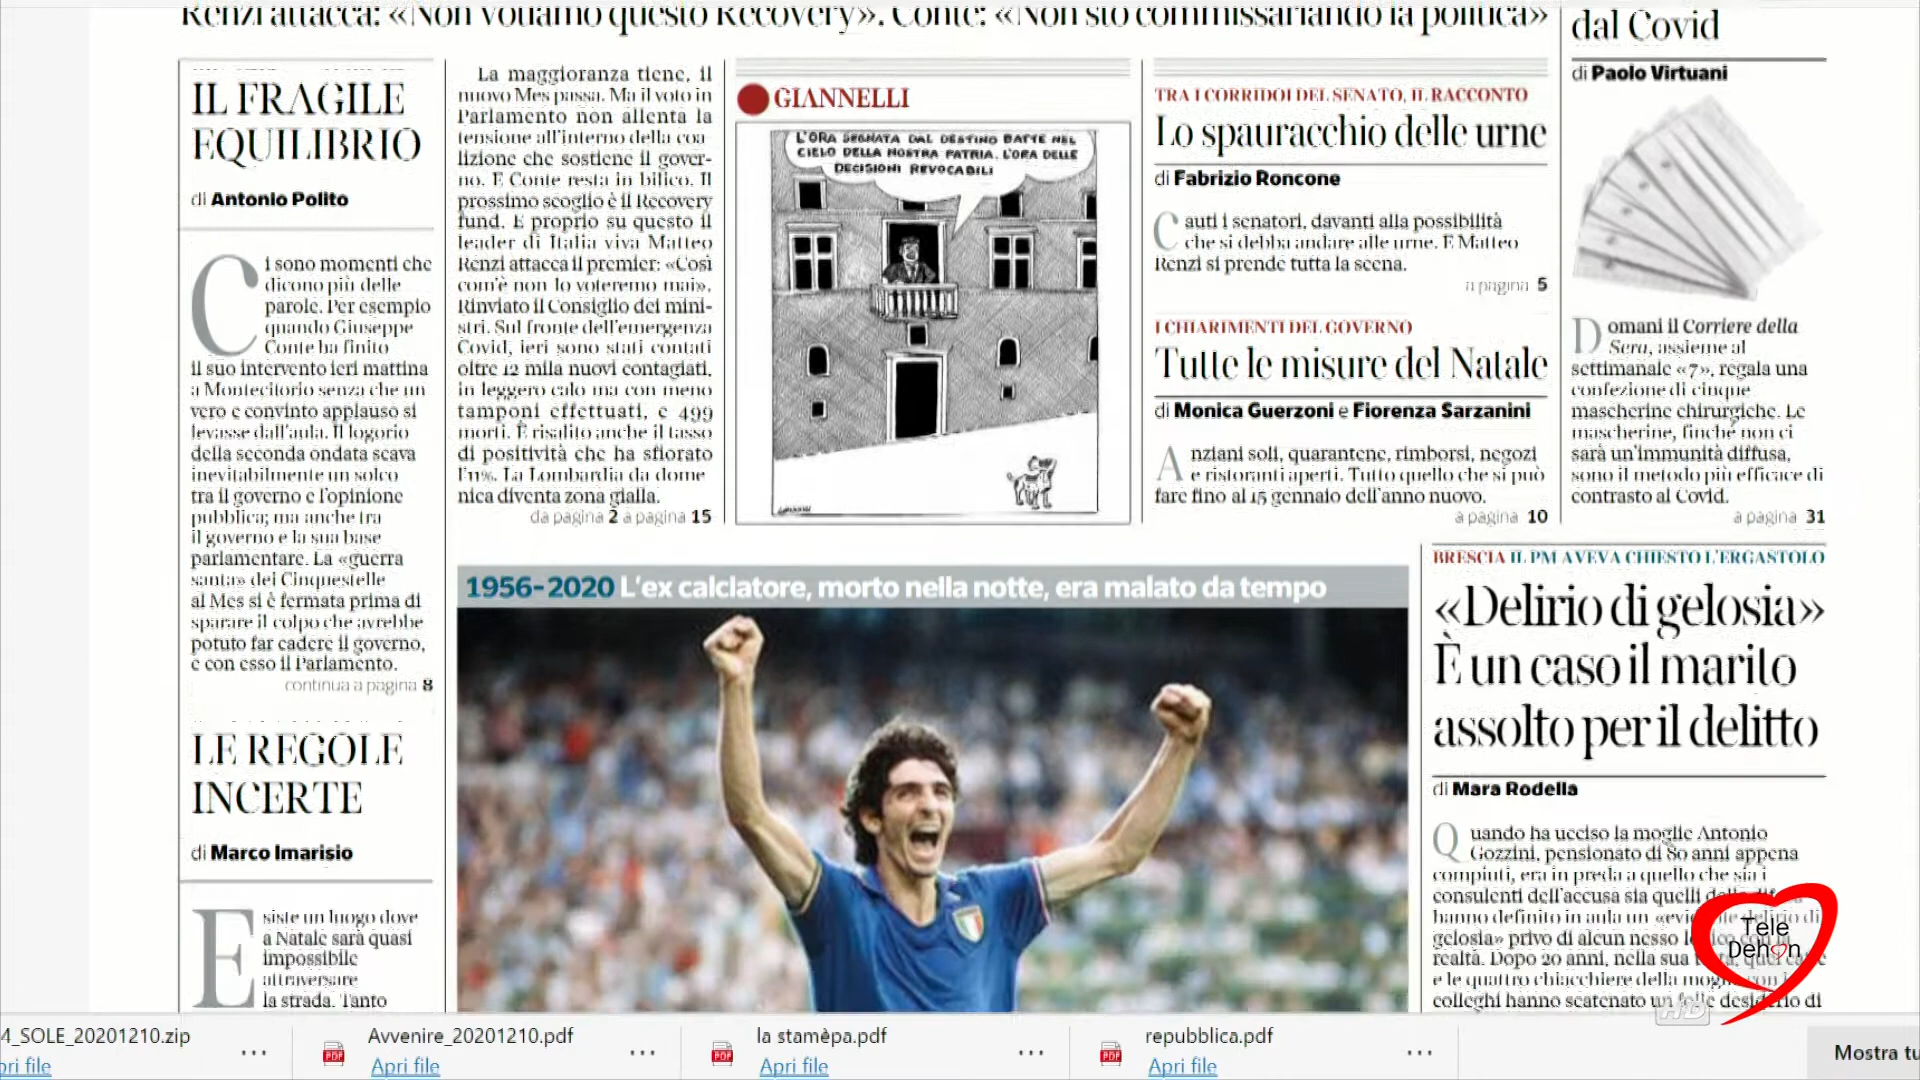 Renzi attacca: «Non votiamo questo Recovery». Conte: «Non sto commissariando la politica»
IL FRAGILE
EQUILIBRIO
di Antonio Polito
Ci sono momenti che
dicono più delle
parole. Per esempio
quando Giuseppe
Conte ha finito
il suo intervento ieri mattina
a Montecitorio senza che un
vero e convinto applauso si
levasse dall'aula. Il logorio
della seconda ondata scava
inevitabilmente un solco
tra il governo e l'opinione
pubblica; ma anche tra
il governo e la sua base
parlamentare. La «guerra
santa» dei Cinquestelle
al Mes si è fermata prima di
sparare il colpo che avrebbe
potuto far cadere il governo,
e con esso il Parlamento.
continua a pagina 8
LE REGOLE
INCERTE
di Marco Imarisio
Esiste un luogo dove
a Natale sarà quasi
impossibile
attraversare
la strada. Tanto
La maggioranza tiene, il
nuovo Mes passa. Ma il voto in
Parlamento non allenta la
tensione all'interno della coa-
lizione che sostiene il gover-
no. E Conte resta in bilico. Il
prossimo scoglio è il Recovery
fund. E proprio su questo il
leader di Italia viva Matteo
Renzi attacca il premier: «Così
com'è non lo voteremo mai».
Rinviato il Consiglio dei mini-
stri. Sul fronte dell'emergenza
Covid, ieri sono stati contati
oltre 12 mila nuovi contagiati,
in leggero calo ma con meno
tamponi effettuati, e 499
morti. È risalito anche il tasso
di positività che ha sfiorato
l'11%. La Lombardia da dome
nica diventa zona gialla.
da pagina 2 a pagina 15
GIANNELLI
L'ORA SEGNATA DAL DESTINO BATTE NEL
CIELO DELLA NOSTRA PATRIA. L'ORA DELLE
DECISIONI REVOCABILI
TRA I CORRIDOI DEL SENATO, IL RACCONTO
Lo spauracchio delle urne
di Fabrizio Roncone
Cauti i senatori, davanti alla possibilità
che si debba andare alle urne. E Matteo
Renzi si prende tutta la scena.
a pagina 5
I CHIARIMENTI DEL GOVERNO
Tutte le misure del Natale
di Monica Guerzoni e Fiorenza Sarzanini
Anziani soli, quarantene, rimborsi, negozi
e ristoranti aperti. Tutto quello che si può
fare fino al 15 gennaio dell'anno nuovo.
a pagina 10
dal Covid
di Paolo Virtuani
Domani il Corriere della
Sera, assieme al
settimanale «7», regala una
confezione di cinque
mascherine chirurgiche. Le
mascherine, finché non ci
sarà un'immunità diffusa,
sono il metodo più efficace di
contrasto al Covid.
a pagina 31
1956-2020 L'ex calciatore, morto nella notte, era malato da tempo
BRESCIA IL PM AVEVA CHIESTO L'ERGASTOLO
«Delirio di gelosia»
È un caso il marito
assolto per il delitto
di Mara Rodella
Quando ha ucciso la moglie Antonio
Gozzini, pensionato di 80 anni appena
compiuti, era in preda a quello che sia i
consulenti dell'accusa sia quelli
hanno definito in aula un delirio di
gelosia» privo di alcun nesso
realtà. Dopo 20 anni, nella sua
e le quattro chiacchiere della
colleghi hanno scatenato un desiderio di
Tele
Dehon
HD
4_SOLE_20201210.zip
Apri file
Avvenire_20201210.pdf
Apri file
la stamèpa.pdf
Apri file
repubblica.pdf
Apri file
Mostra tu